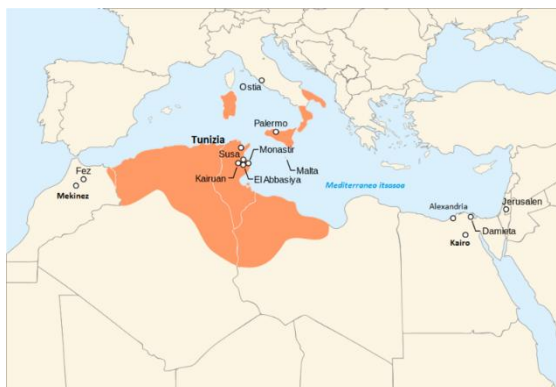 Ostia
Palermo
Tunizia
Susa
Monastir
Kairuan
El Abbasiya
Malta
Mediterraneo itsasoa
Fez
Mekinez
Alexandria
Jerusalen
Damieta
Kairo